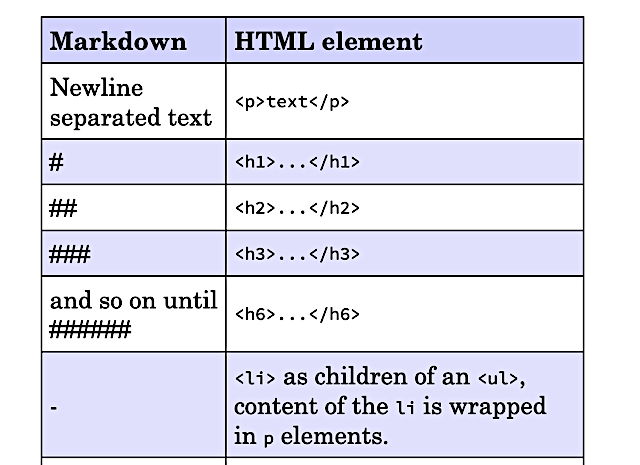 Markdown HTML element
Newline
separated text
<p>text</p>
# <h1>...</h1>
## <h2>...</h2>
### <h3>...</h3>
and so on until
######
<h6>...</h6>
-
<li> as children of an <ul>,
content of the li is wrapped
in p elements.